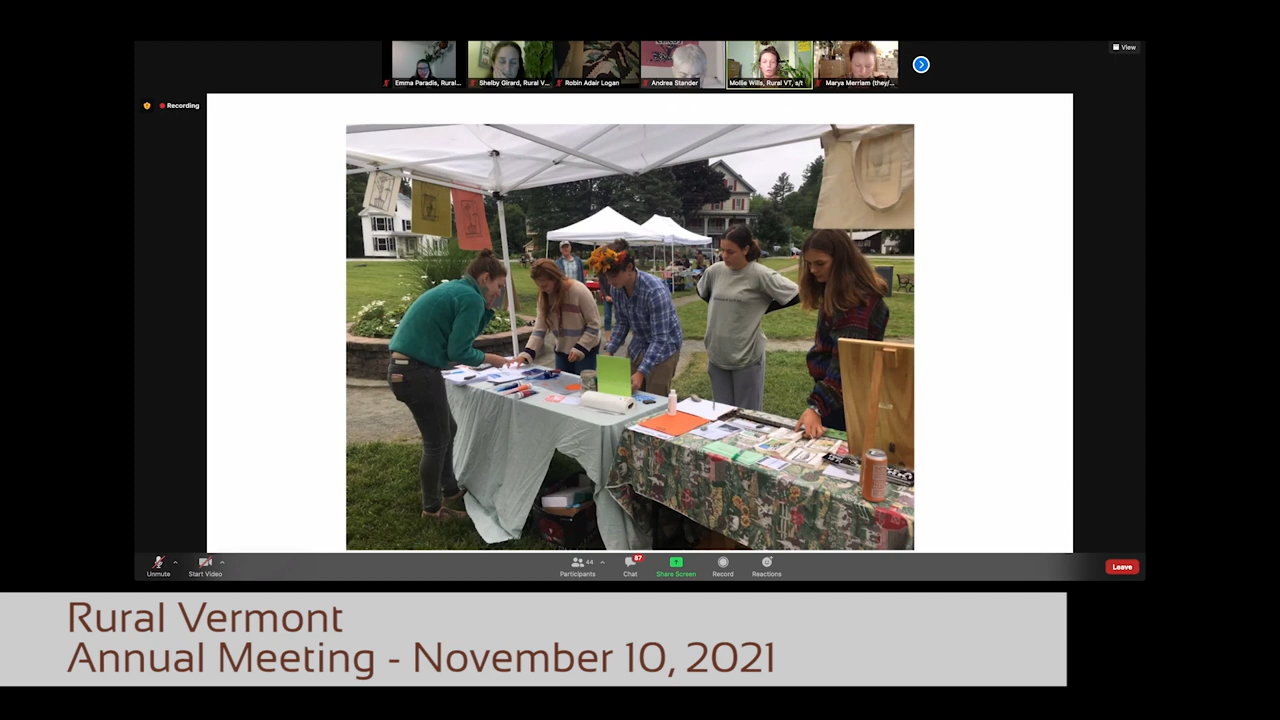 Emma Paradis, Rural...
Shelby Girard, Rural V...
Robin Adair Logan
Andrea Stander
Mollie Wills, Rural VT, s/t
Marya Merriam (they/...
View
Recording
Unmute
Start Video
Participants
44
Chat
87
Share Screen
Record
Reactions
Leave
Rural Vermont
Annual Meeting - November 10, 2021